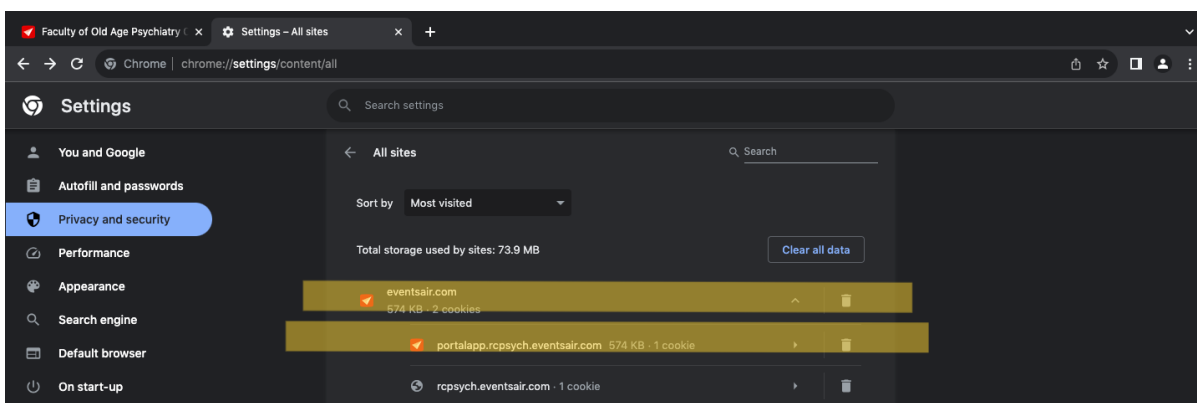 Faculty of Old Age Psychiatry
Settings – All sites
Chrome | chrome://settings/content/all
Settings
Search settings
You and Google
Autofill and passwords
Privacy and security
Performance
Appearance
Search engine
Default browser
On start-up
All sites
Search
Sort by Most visited
Total storage used by sites: 73.9 MB
Clear all data
eventsair.com
574 KB · 2 cookies
portalapp.rcpsych.eventsair.com 574 KB · 1 cookie
rcpsych.eventsair.com · 1 cookie